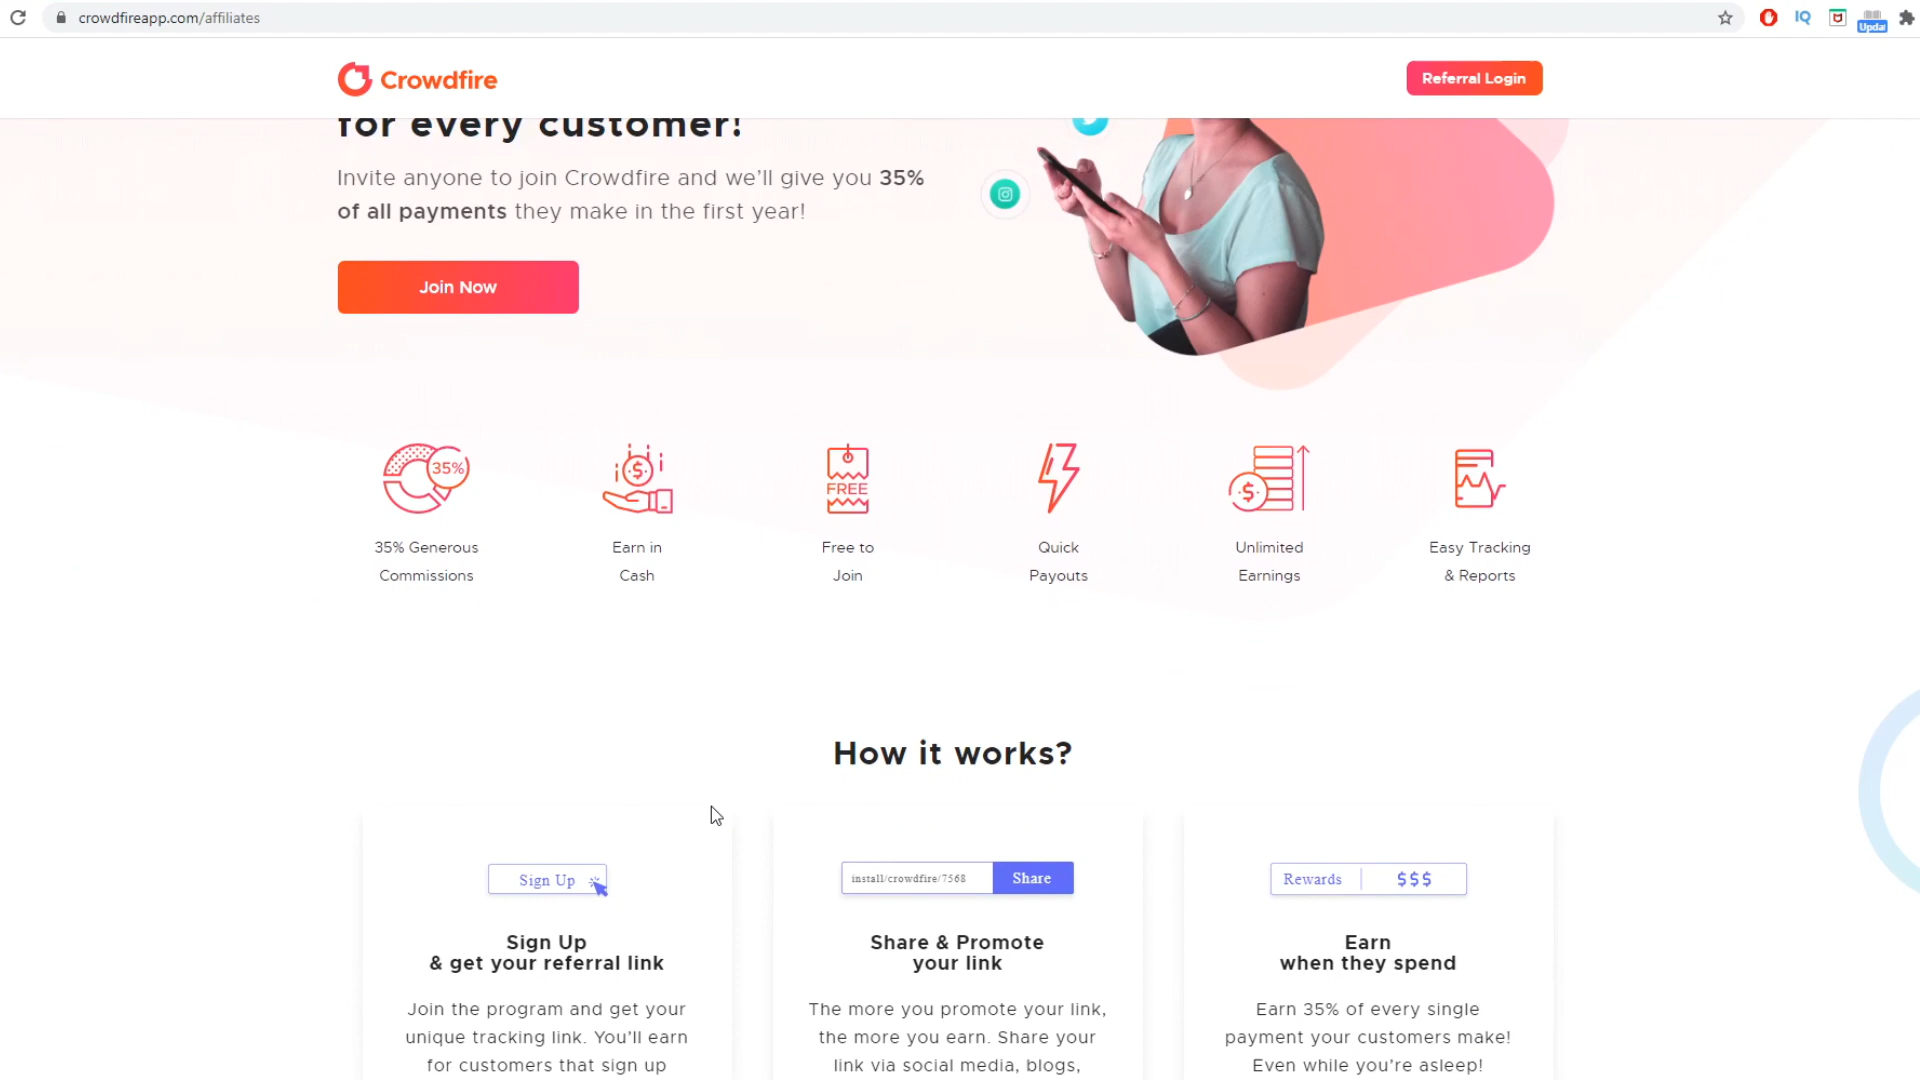 crowdfireapp.com/affiliates
IQ
Updat
Crowdfire
Referral Login
for every customer!
Invite anyone to join Crowdfire and we'll give you 35%
of all payments they make in the first year!
Join Now
35%
FREE
35% Generous
Commissions
Earn in
Cash
Free to
Join
Quick
Payouts
Unlimited
Earnings
Easy Tracking
& Reports
How it works?
Sign Up
Sign Up
& get your referral link
Join the program and get your
unique tracking link. You'll earn
for customers that sign up
install/crowdfire/7568 Share
Share & Promote
your link
The more you promote your link,
the more you earn. Share your
link via social media, blogs,
Rewards $$$
Earn
when they spend
Earn 35% of every single
payment your customers make!
Even while you're asleep!